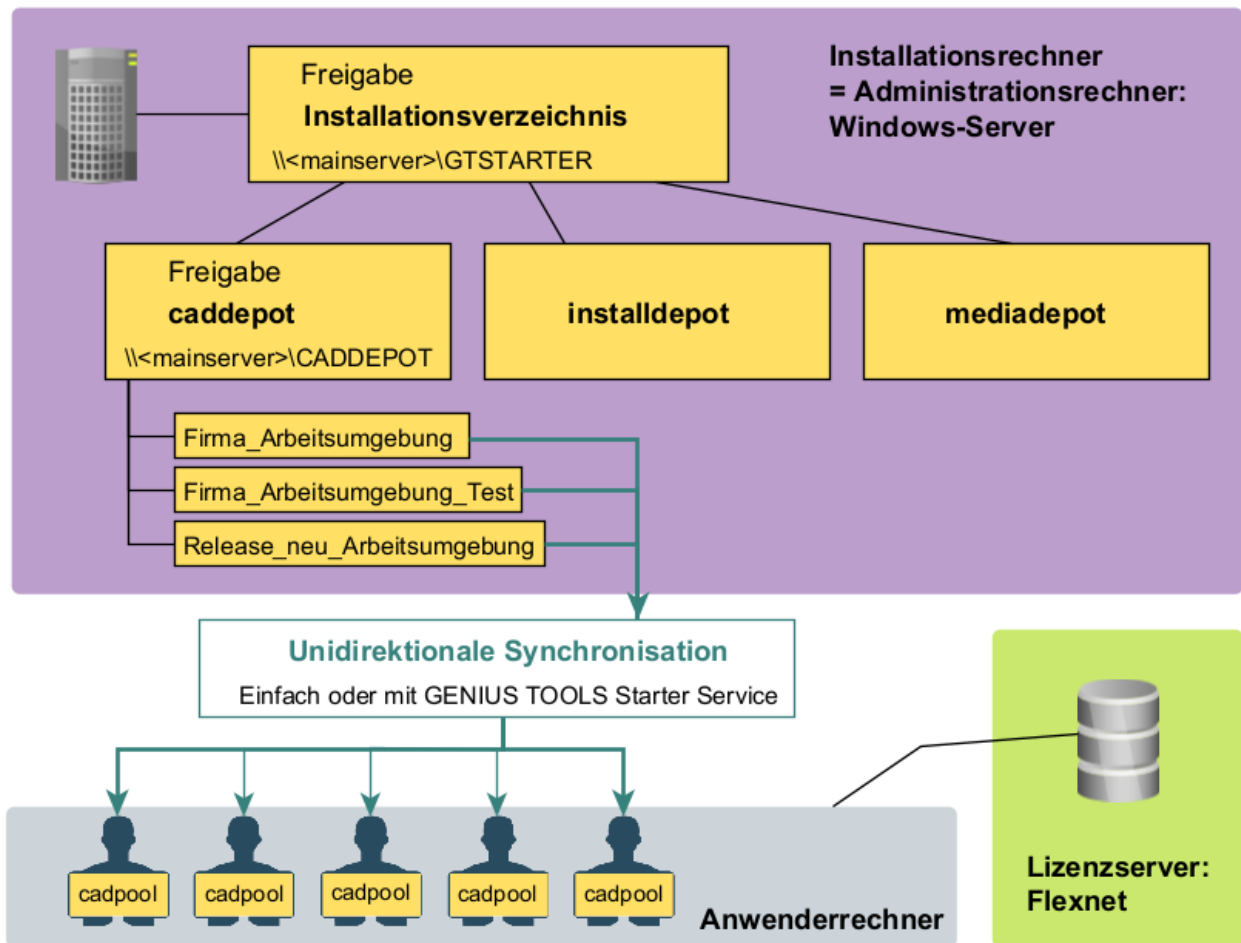 Freigabe
Installationsverzeichnis
\\<mainserver>\GTSTARTER
Installationsrechner
= Administrationsrechner:
Windows-Server
Freigabe
caddepot
\\<mainserver>\CADDEPOT
installdepot
mediadepot
Firma_Arbeitsumgebung
Firma_Arbeitsumgebung_Test
Release_neu_Arbeitsumgebung
Unidirektionale Synchronisation
Einfach oder mit GENIUS TOOLS Starter Service
cadpool
cadpool
cadpool
cadpool
cadpool
Anwenderrechner
Lizenzserver:
Flexnet